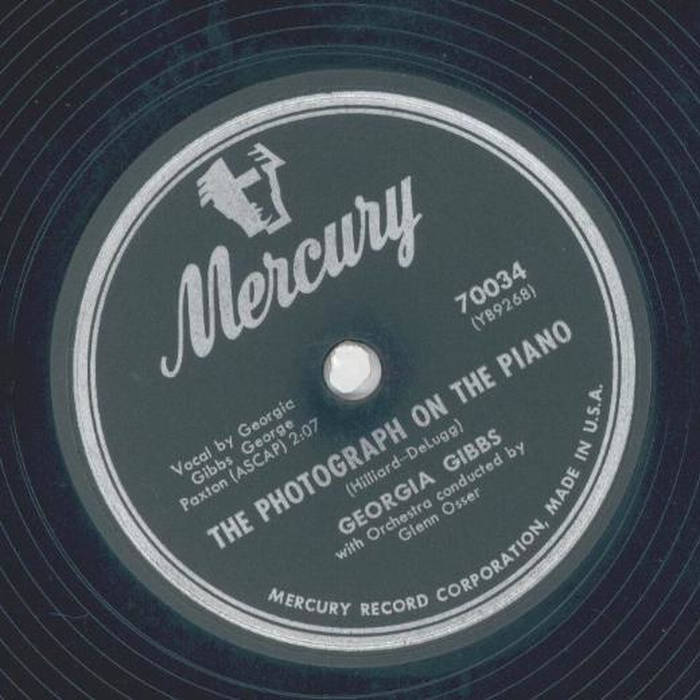 Mercury
70034
(YB9268)
Vocal by Georgia
Gibbs George
Paxton (ASCAP) 2:07
THE PHOTOGRAPH ON THE PIANO
(Hilliard-DeLugg)
GEORGIA GIBBS
with Orchestra conducted by
Glenn Osser
MERCURY RECORD CORPORATION, MADE IN U.S.A.